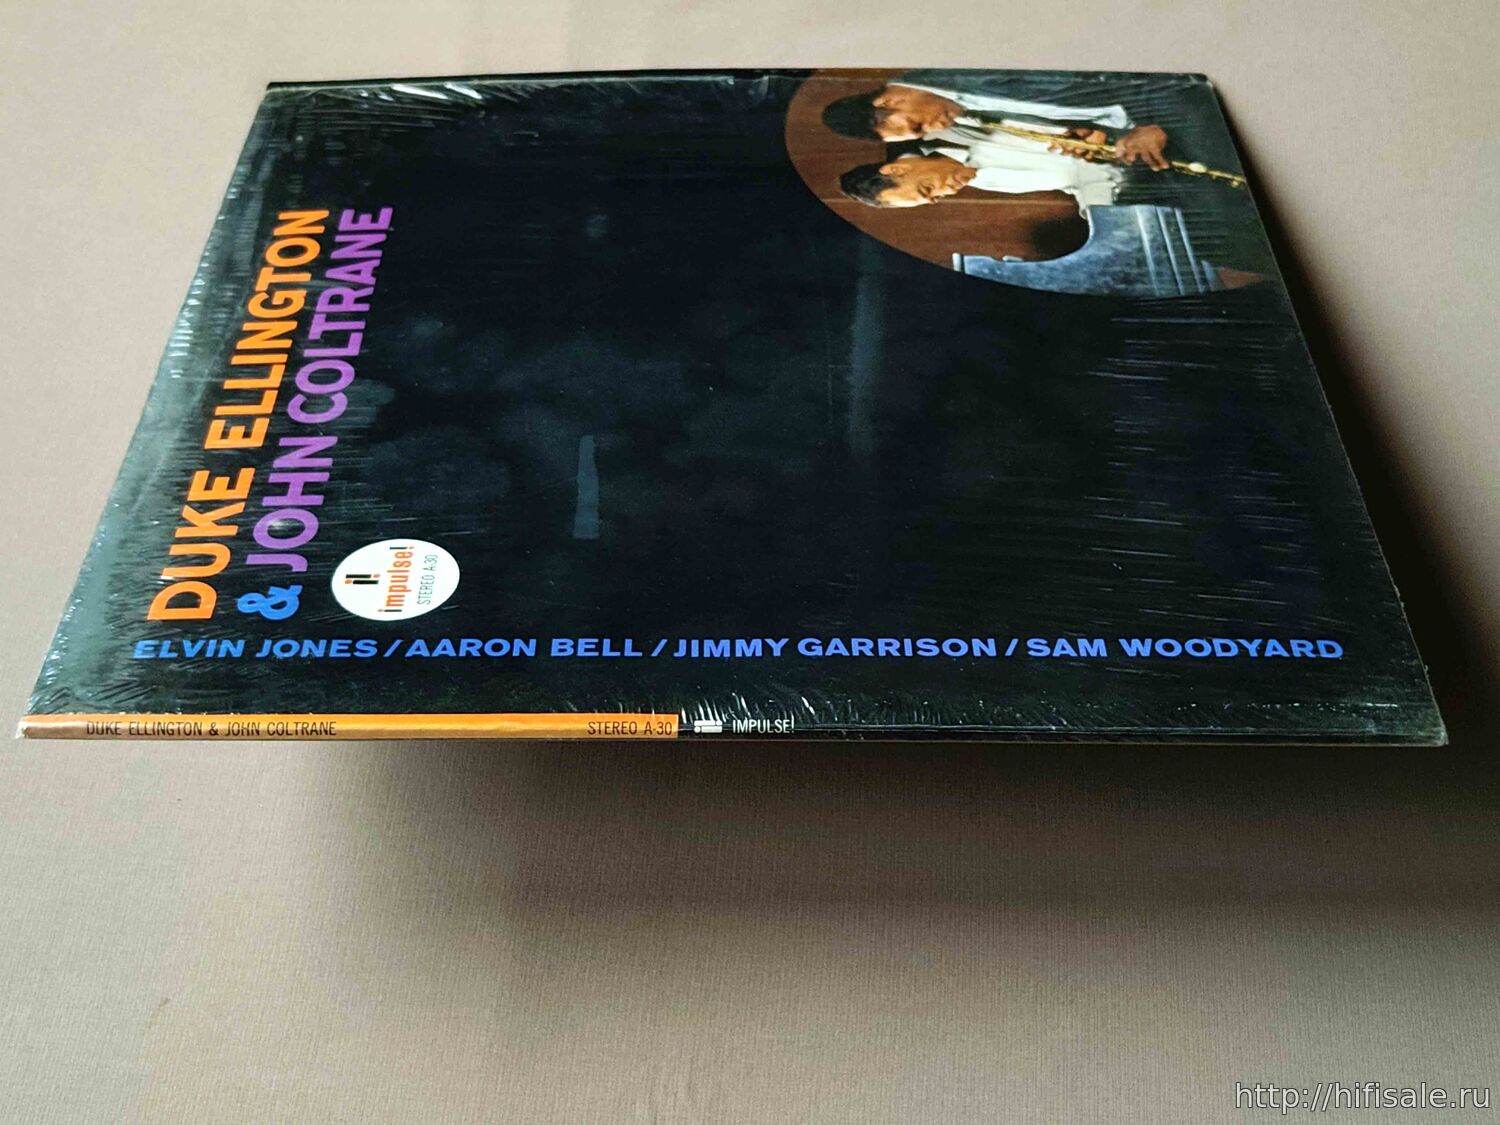 DUKE ELLINGTON
& JOHN COLTRANE
impulse!
STEREO A-30
ELVIN JONES/AARON BELL/JIMMY GARRISON/SAM WOODYARD
DUKE ELLINGTON & JOHN COLTRANE STEREO A-30 IMPULSE!
http://hifisale.ru